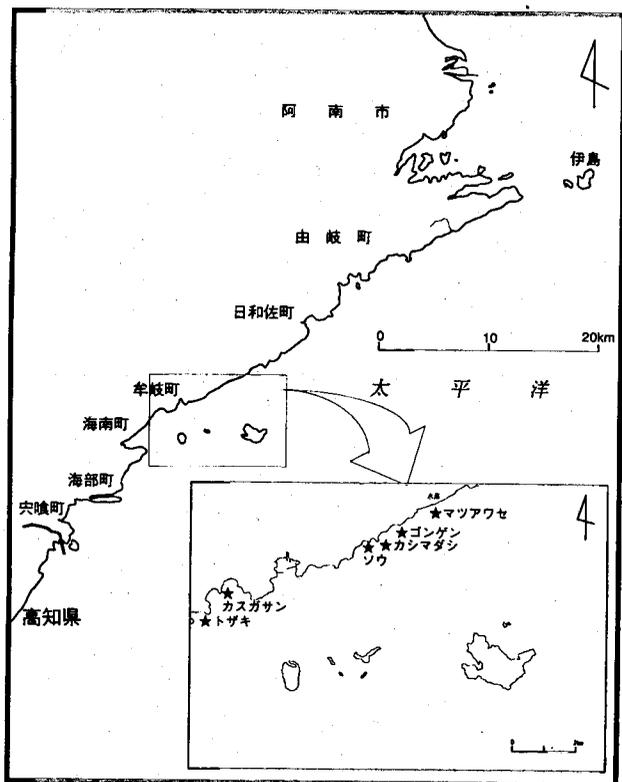 阿南市
伊島
由岐町
日和佐町
0 10 20km
牟岐町
太平洋
海南町
海部町
宍喰町
高知県
マツアワセ
ゴンゲン
カシマダシ
ソウ
カスガサン
トザキ